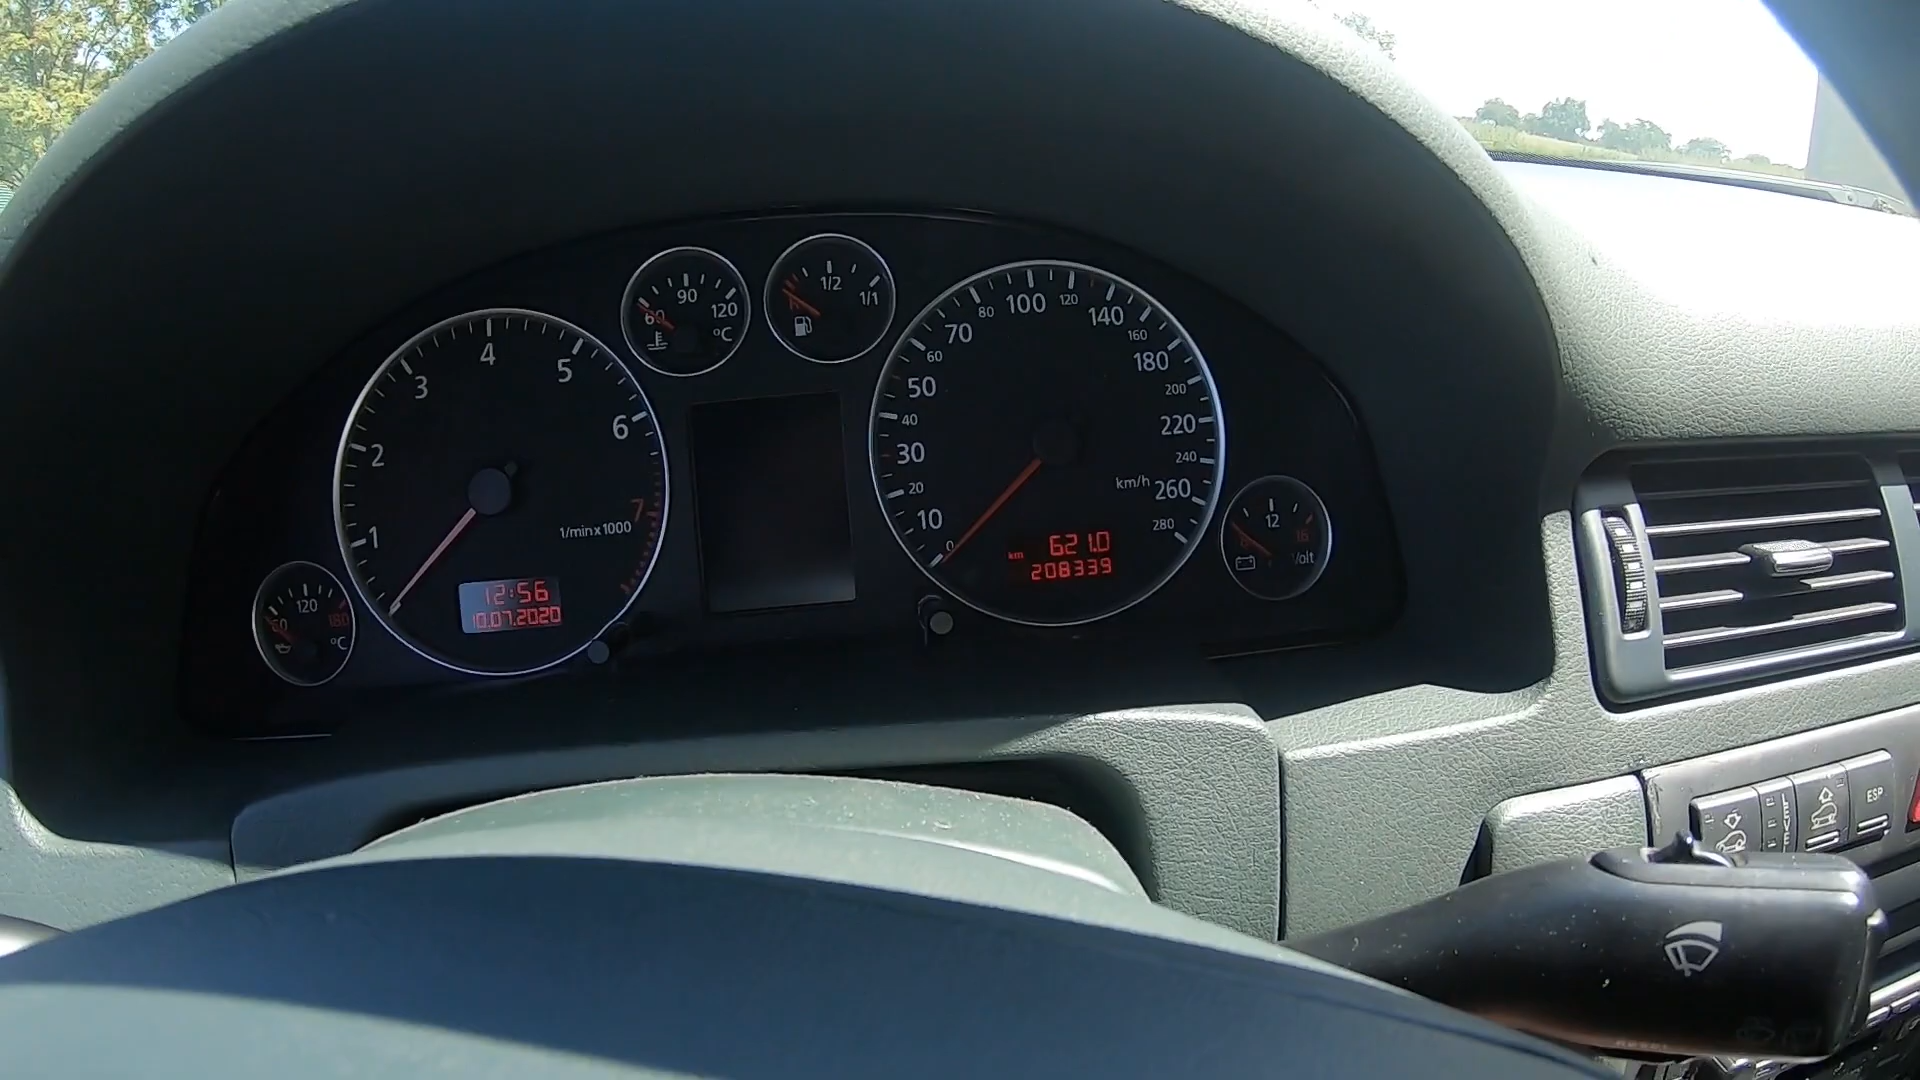 60 90 120
°C
1/2 1/1
1 2 3 4 5 6 7
1/min x 1000
12:56
10.07.2020
60 120 180
°C
0 10 20 30 40 50 60 70 80 100 120 140 160 180 200 220 240 260 280
km/h
km 621.0
208339
12 16
Volt
ESP